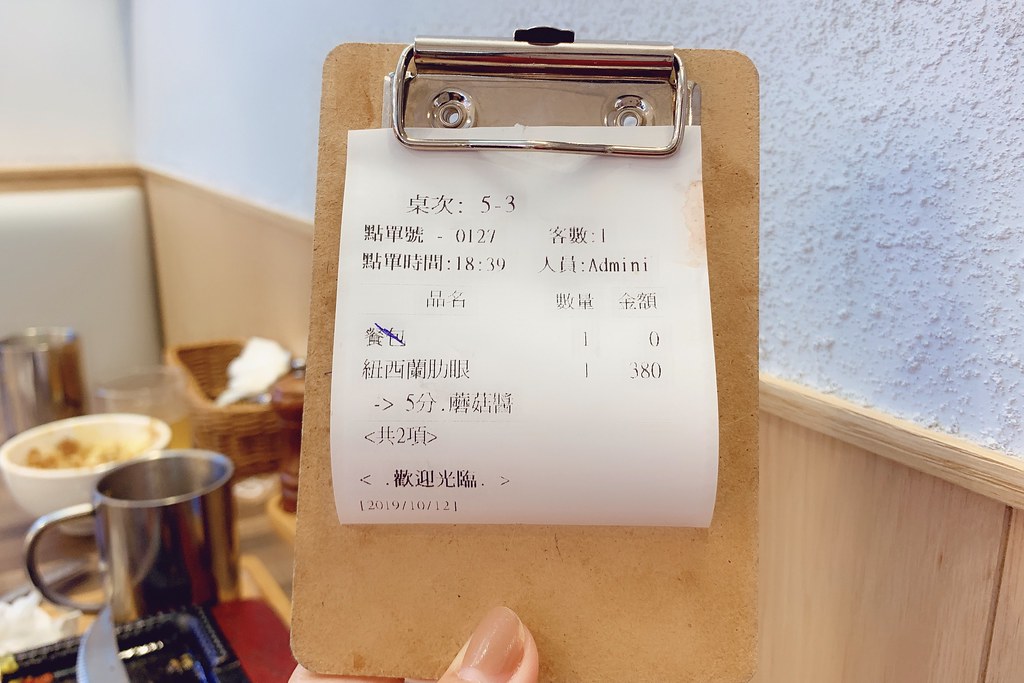 桌次: 5-3
點單號 - 0127 客數:1
點單時間:18:39 人員:Admini
品名 數量 金額
餐包 1 0
紐西蘭肋眼 1 380
-> 5分.蘑菇醬
<共2項>
< .歡迎光臨. >
[2019/10/12]